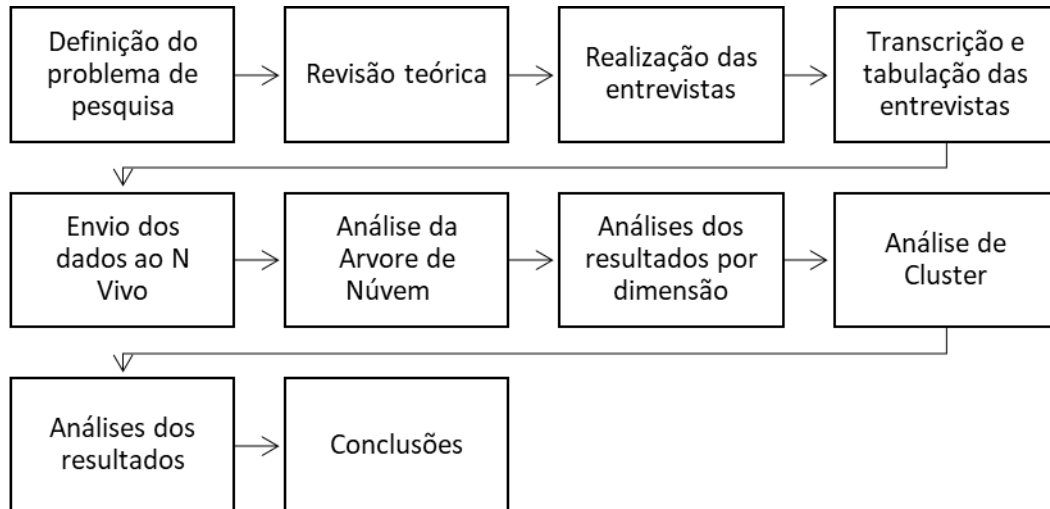 Definição do
problema de
pesquisa
Revisão teórica
Realização das
entrevistas
Transcrição e
tabulação das
entrevistas
Envio dos
dados ao N
Vivo
Análise da
Arvore de
Núvem
Análises dos
resultados por
dimensão
Análise de
Cluster
Análises dos
resultados
Conclusões